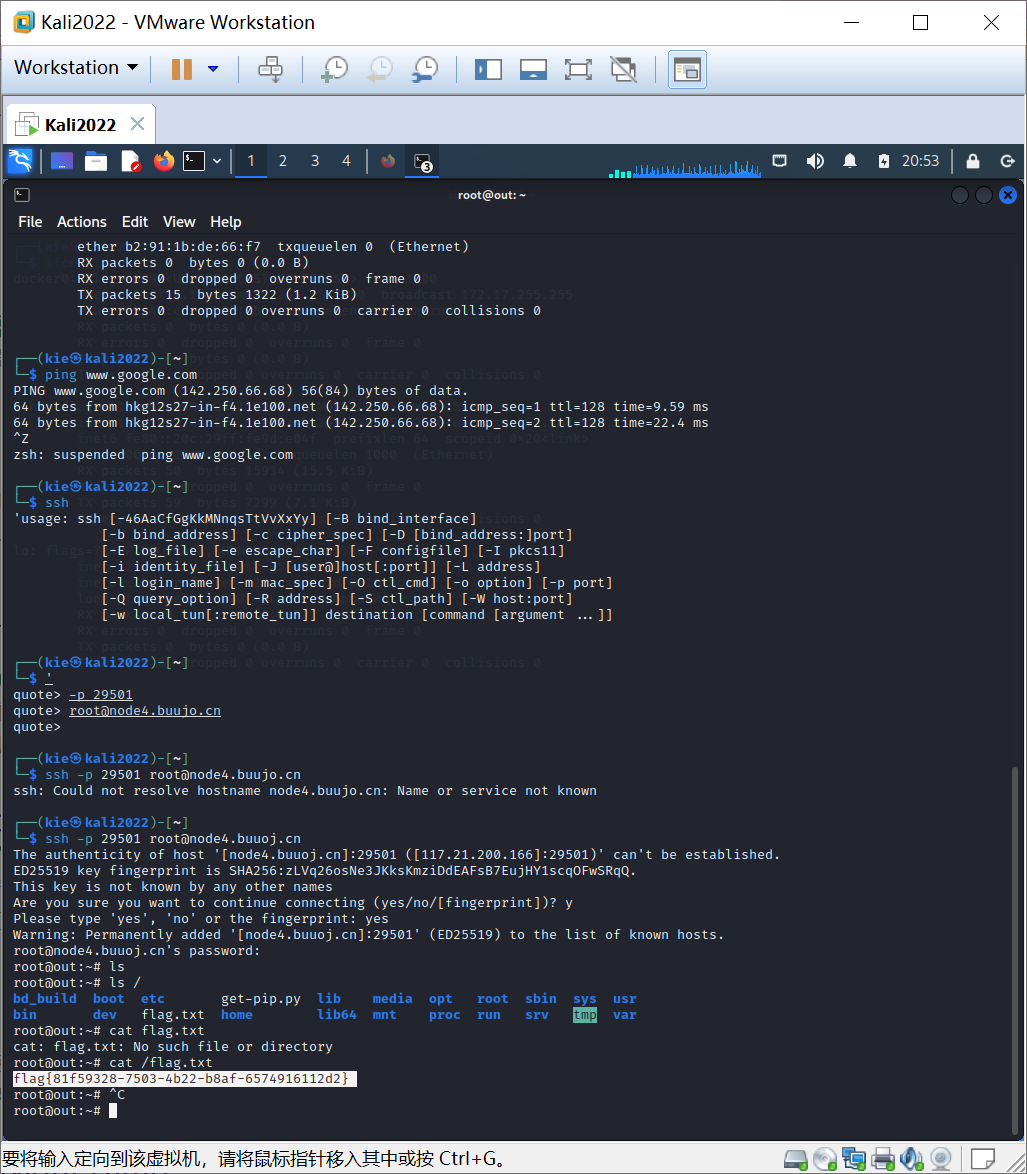 Kali2022 - VMware Workstation
Workstation
Kali2022
1 2 3 4 3 20:53
root@out: ~
File Actions Edit View Help
ether b2:91:1b:de:66:f7 txqueuelen 0 (Ethernet)
RX packets 0 bytes 0 (0.0 B)
RX errors 0 dropped 0 overruns 0 frame 0
TX packets 15 bytes 1322 (1.2 KiB)
TX errors 0 dropped 0 overruns 0 carrier 0 collisions 0
┌──(kie㉿kali2022)-[~]
└─$ ping www.google.com
PING www.google.com (142.250.66.68) 56(84) bytes of data.
64 bytes from hkg12s27-in-f4.1e100.net (142.250.66.68): icmp_seq=1 ttl=128 time=9.59 ms
64 bytes from hkg12s27-in-f4.1e100.net (142.250.66.68): icmp_seq=2 ttl=128 time=22.4 ms
^Z
zsh: suspended ping www.google.com
┌──(kie㉿kali2022)-[~]
└─$ ssh
'usage: ssh [-46AaCfGgKkMNnqsTtVvXxYy] [-B bind_interface]
[-b bind_address] [-c cipher_spec] [-D [bind_address:]port]
[-E log_file] [-e escape_char] [-F configfile] [-I pkcs11]
[-i identity_file] [-J [user@]host[:port]] [-L address]
[-l login_name] [-m mac_spec] [-O ctl_cmd] [-o option] [-p port]
[-Q query_option] [-R address] [-S ctl_path] [-W host:port]
[-w local_tun[:remote_tun]] destination [command [argument ...]]
┌──(kie㉿kali2022)-[~]
└─$ '
quote> -p 29501
quote> root@node4.buujo.cn
quote>
┌──(kie㉿kali2022)-[~]
└─$ ssh -p 29501 root@node4.buujo.cn
ssh: Could not resolve hostname node4.buujo.cn: Name or service not known
┌──(kie㉿kali2022)-[~]
└─$ ssh -p 29501 root@node4.buuoj.cn
The authenticity of host '[node4.buuoj.cn]:29501 ([117.21.200.166]:29501)' can't be established.
ED25519 key fingerprint is SHA256:zLVq26osNe3JKksKmziDdEAFsB7EujHY1scqOFwSRqQ.
This key is not known by any other names
Are you sure you want to continue connecting (yes/no/[fingerprint])? y
Please type 'yes', 'no' or the fingerprint: yes
Warning: Permanently added '[node4.buuoj.cn]:29501' (ED25519) to the list of known hosts.
root@node4.buuoj.cn's password:
root@out:~# ls
root@out:~# ls /
bd_build boot etc get-pip.py lib media opt root sbin sys usr
bin dev flag.txt home lib64 mnt proc run srv tmp var
root@out:~# cat flag.txt
cat: flag.txt: No such file or directory
root@out:~# cat /flag.txt
flag{81f59328-7503-4b22-b8af-6574916112d2}
root@out:~# ^C
root@out:~#
要将输入定向到该虚拟机，请将鼠标指针移入其中或按 Ctrl+G。